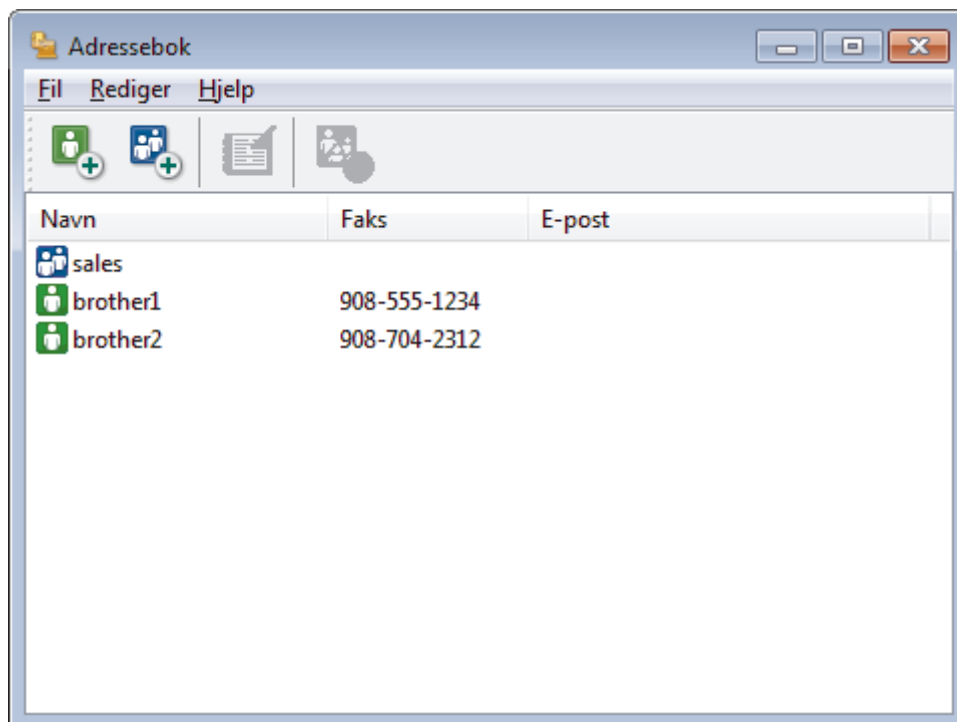 Adressebok
Fil Rediger Hjelp
Navn Faks E-post
sales
brother1 908-555-1234
brother2 908-704-2312